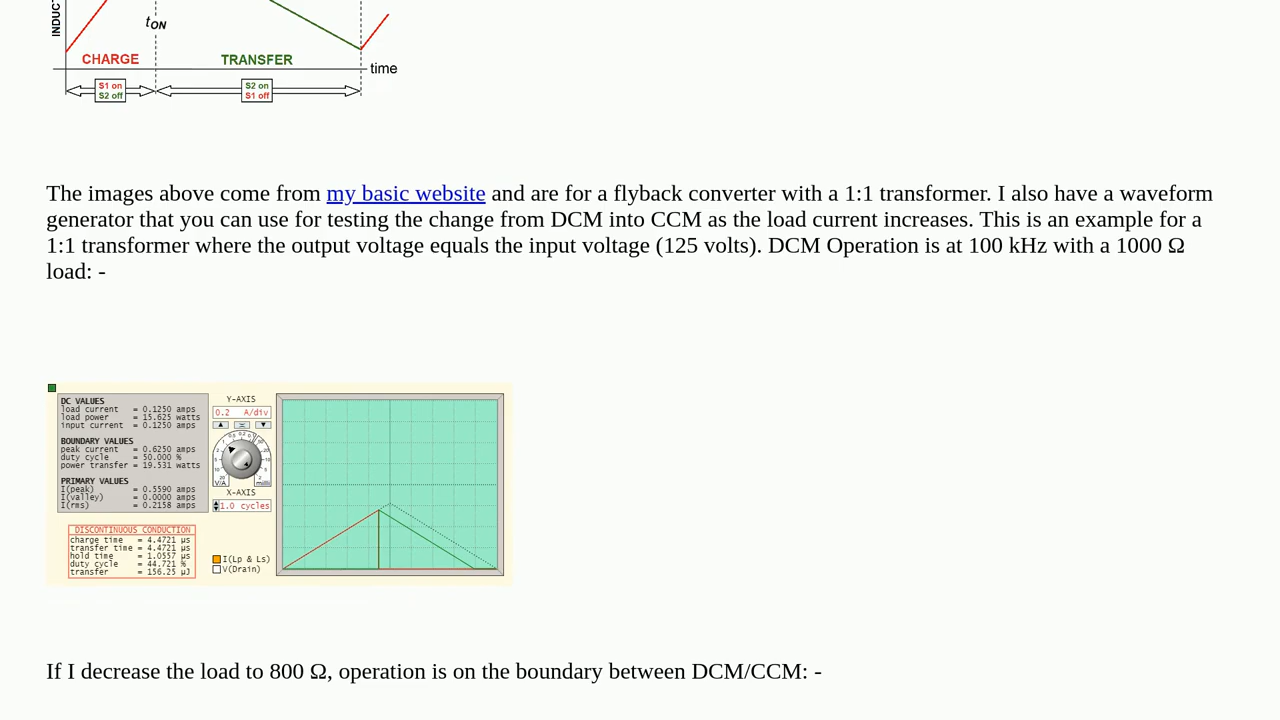 INDUCT
tON
CHARGE
TRANSFER
time
S1 on
S2 off
S2 on
S1 off
The images above come from my basic website and are for a flyback converter with a 1:1 transformer. I also have a waveform
generator that you can use for testing the change from DCM into CCM as the load current increases. This is an example for a
1:1 transformer where the output voltage equals the input voltage (125 volts). DCM Operation is at 100 kHz with a 1000 Ω
load: -
DC VALUES
load current = 0.1250 amps
load power = 15.625 watts
input current = 0.1250 amps
BOUNDARY VALUES
peak current = 0.6250 amps
duty cycle = 50.000 %
power transfer = 19.531 watts
PRIMARY VALUES
I(peak) = 0.5590 amps
I(valley) = 0.0000 amps
I(rms) = 0.2158 amps
DISCONTINUOUS CONDUCTION
charge time = 4.4721 µs
transfer time = 4.4721 µs
hold time = 1.0557 µs
duty cycle = 44.721 %
transfer = 156.25 µJ
Y-AXIS
0.2 A/div
V/A
X-AXIS
1.0 cycles
I(Lp & Ls)
V(Drain)
If I decrease the load to 800 Ω, operation is on the boundary between DCM/CCM: -